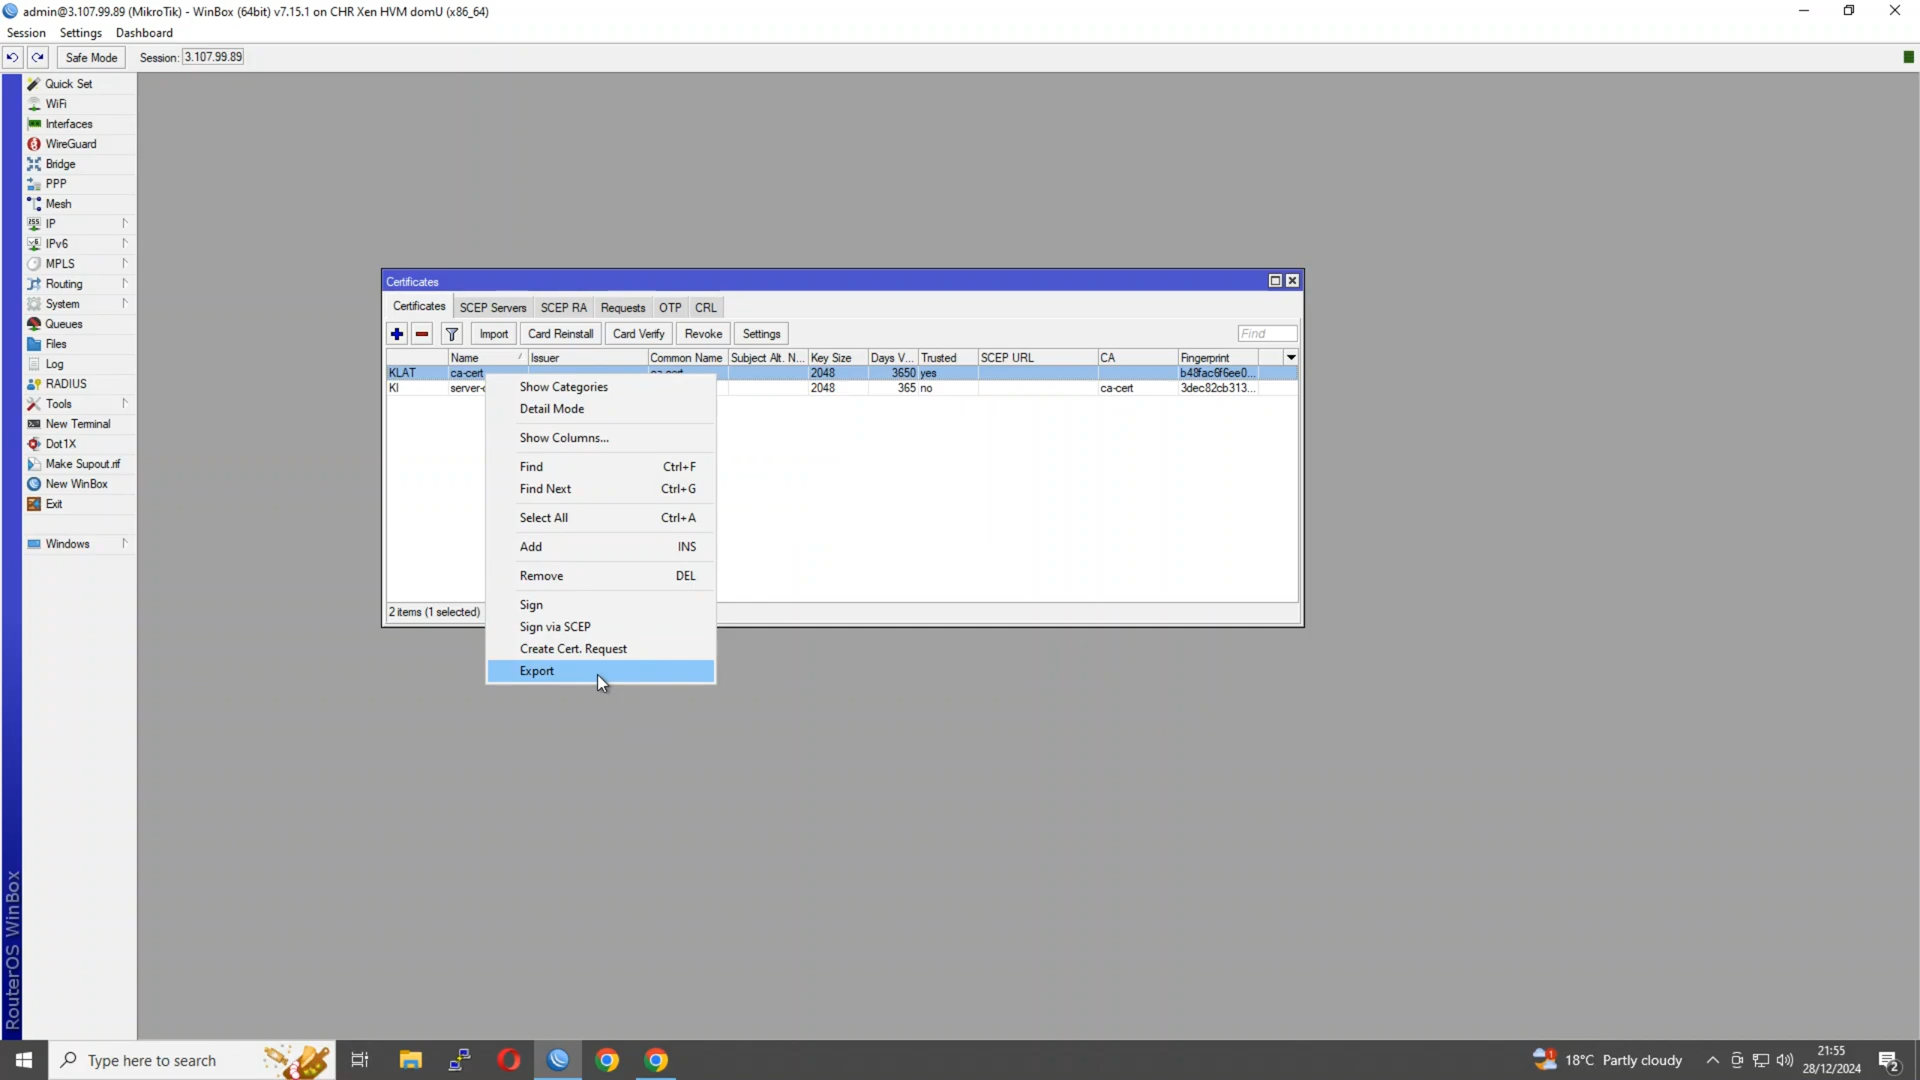 admin@3.107.99.89 (MikroTik) - WinBox (64bit) v7.15.1 on CHR Xen HVM domU (x86_64)
Session Settings Dashboard
Safe Mode Session: 3.107.99.89
Quick Set
WiFi
Interfaces
WireGuard
Bridge
PPP
Mesh
IP
IPv6
MPLS
Routing
System
Queues
Files
Log
RADIUS
Tools
New Terminal
Dot1X
Make Supout.rif
New WinBox
Exit
Windows
RouterOS WinBox
Certificates
Certificates SCEP Servers SCEP RA Requests OTP CRL
Import Card Reinstall Card Verify Revoke Settings Find
Name Issuer Common Name Subject Alt. N... Key Size Days V... Trusted SCEP URL CA Fingerprint
KLAT ca-cert 2048 3650 yes b48fac6f6ee0...
KI 2048 365 no ca-cert 3dec82cb313...
Show Categories
Detail Mode
Show Columns...
Find Ctrl+F
Find Next Ctrl+G
Select All Ctrl+A
Add INS
Remove DEL
Sign
Sign via SCEP
Create Cert. Request
Export
2 items (1 selected)
Type here to search
18°C Partly cloudy
21:55
28/12/2024
2